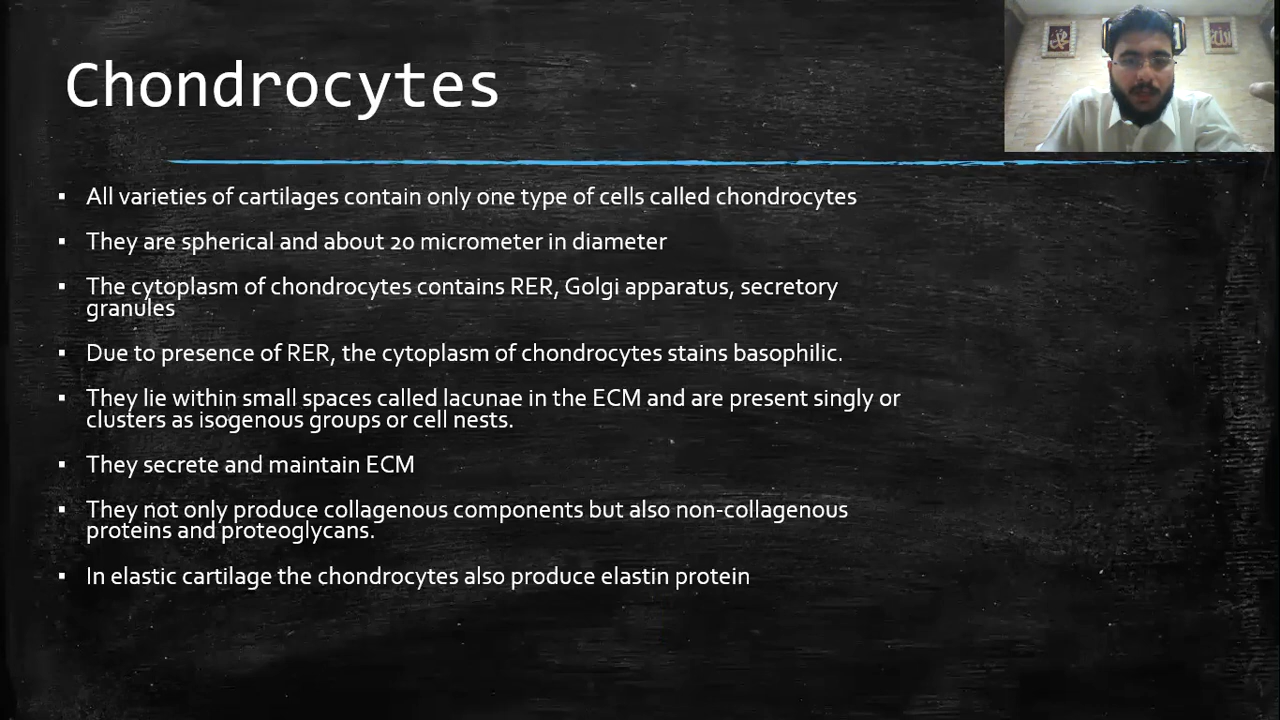 Chondrocytes
▪ All varieties of cartilages contain only one type of cells called chondrocytes
▪ They are spherical and about 20 micrometer in diameter
▪ The cytoplasm of chondrocytes contains RER, Golgi apparatus, secretory
granules
▪ Due to presence of RER, the cytoplasm of chondrocytes stains basophilic.
▪ They lie within small spaces called lacunae in the ECM and are present singly or
clusters as isogenous groups or cell nests.
▪ They secrete and maintain ECM
▪ They not only produce collagenous components but also non-collagenous
proteins and proteoglycans.
▪ In elastic cartilage the chondrocytes also produce elastin protein